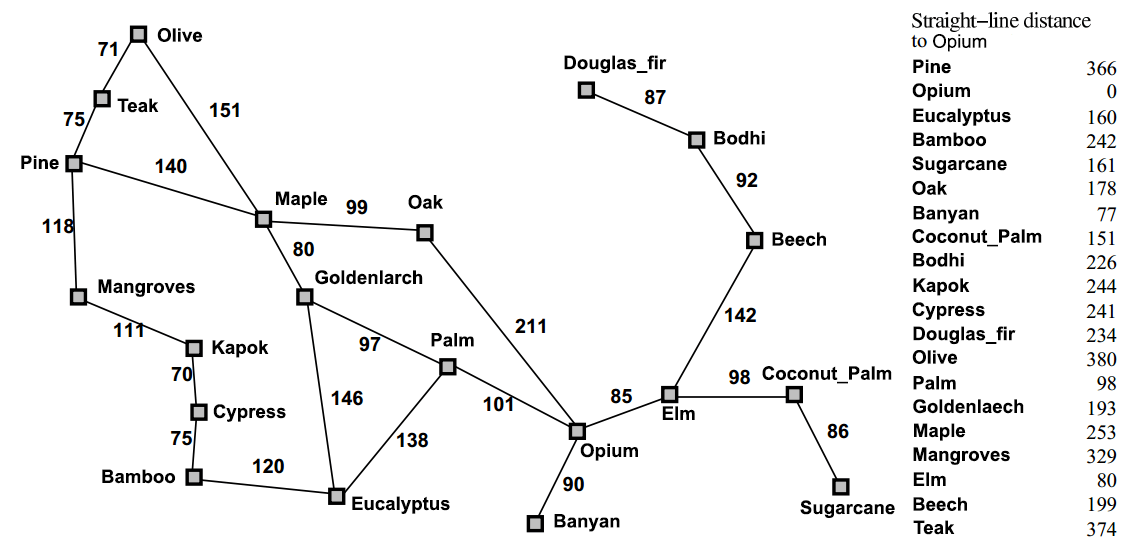 Olive
71
Teak
75
151
Pine
140
118
Maple
99
Oak
80
Mangroves
Goldenlarch
111
Kapok
70
97
Palm
211
Cypress
146
101
75
138
Bamboo
120
Eucalyptus
Opium
90
Banyan
85
Elm
98
Coconut_Palm
86
Sugarcane
142
Beech
92
Bodhi
87
Douglas_fir
Straight−line distance
to Opium
Pine 366
Opium 0
Eucalyptus 160
Bamboo 242
Sugarcane 161
Oak 178
Banyan 77
Coconut_Palm 151
Bodhi 226
Kapok 244
Cypress 241
Douglas_fir 234
Olive 380
Palm 98
Goldenlaech 193
Maple 253
Mangroves 329
Elm 80
Beech 199
Teak 374